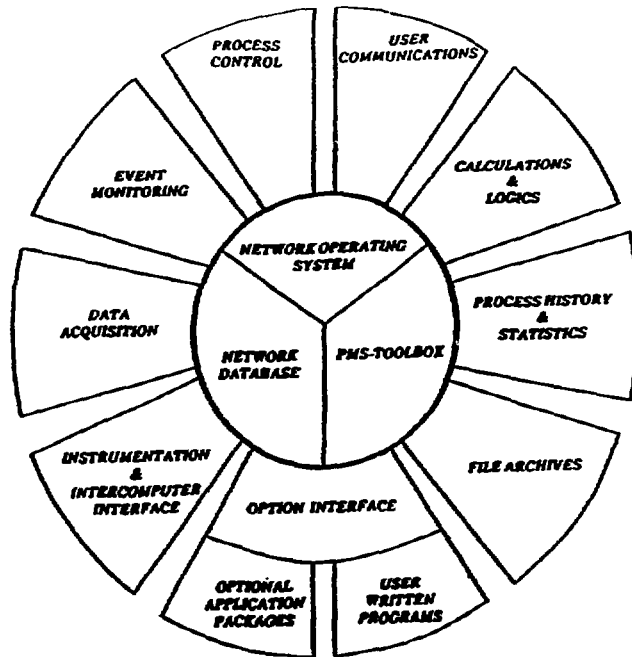 PROCESS
CONTROL
USER
COMMUNICATIONS
EVENT
MONITORING
CALCULATIONS
&
LOGICS
NETWORK OPERATING
SYSTEM
DATA
ACQUISITION
PROCESS HISTORY
&
STATISTICS
NETWORK
DATABASE
PMS-TOOLBOX
INSTRUMENTATION
&
INTERCOMPUTER
INTERFACE
FILE ARCHIVES
OPTION INTERFACE
OPTIONAL
APPLICATION
PACKAGES
USER
WRITTEN
PROGRAMS